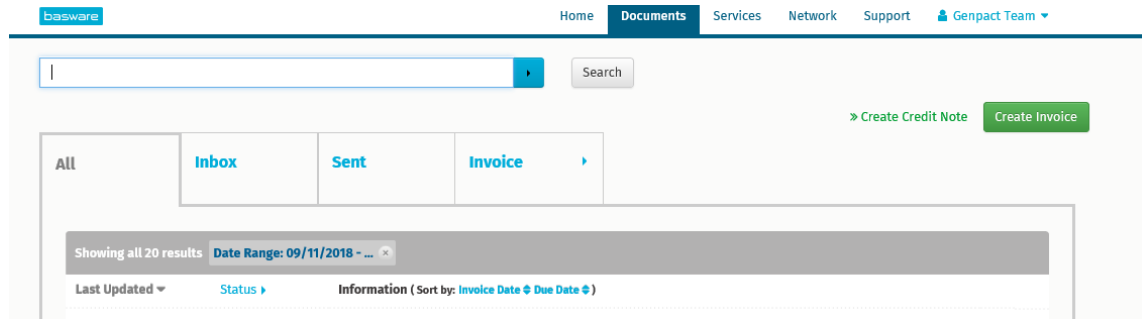 basware
Home Documents Services Network Support Genpact Team
Search
» Create Credit Note Create Invoice
All Inbox Sent Invoice
Showing all 20 results Date Range: 09/11/2018 - ...
Last Updated Status Information ( Sort by: Invoice Date Due Date )